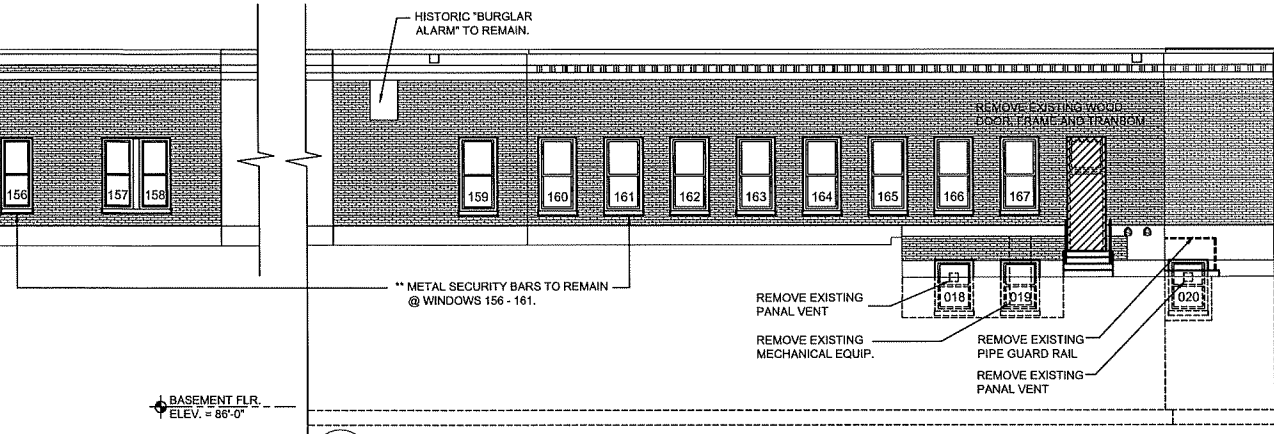 HISTORIC "BURGLAR
ALARM" TO REMAIN.
REMOVE EXISTING WOOD
DOOR, FRAME AND TRANSOM
156
157
158
159
160
161
162
163
164
165
166
167
** METAL SECURITY BARS TO REMAIN
@ WINDOWS 156 - 161.
018
019
020
REMOVE EXISTING
PANAL VENT
REMOVE EXISTING
MECHANICAL EQUIP.
REMOVE EXISTING
PIPE GUARD RAIL
REMOVE EXISTING
PANAL VENT
BASEMENT FLR.
ELEV. = 86'-0"